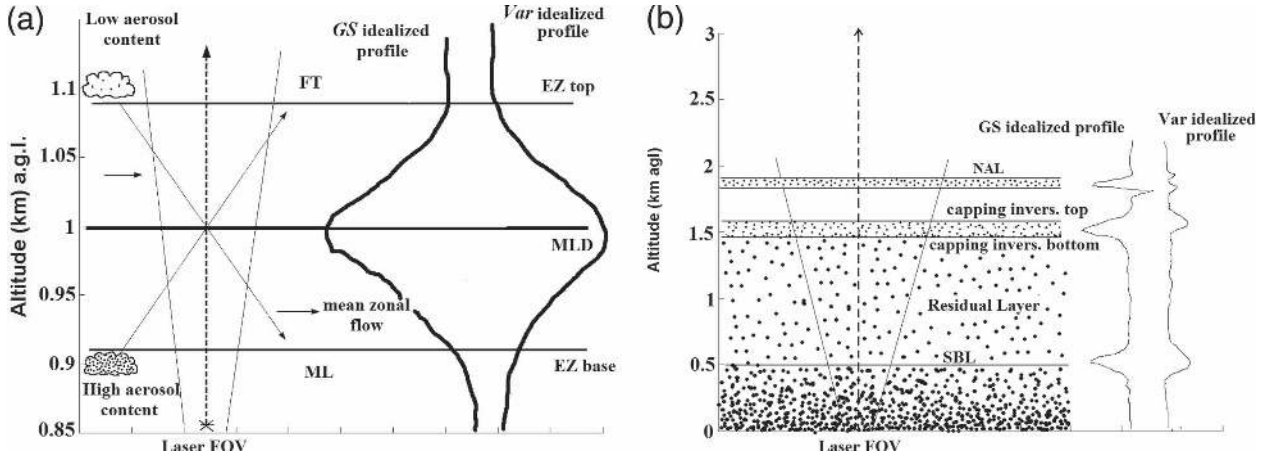 (a)
Low aerosol
content
GS idealized
profile
Var idealized
profile
FT
EZ top
1.1
1.05
1
0.95
0.9
0.85
Altitude (km) a.g.l.
MLD
mean zonal
flow
ML
EZ base
High aerosol
content
Laser FOV
(b)
3
2.5
2
1.5
1
0.5
0
Altitude (km agl)
GS idealized profile
Var idealized
profile
NAL
capping invers. top
capping invers. bottom
Residual Layer
SBL
Laser FOV